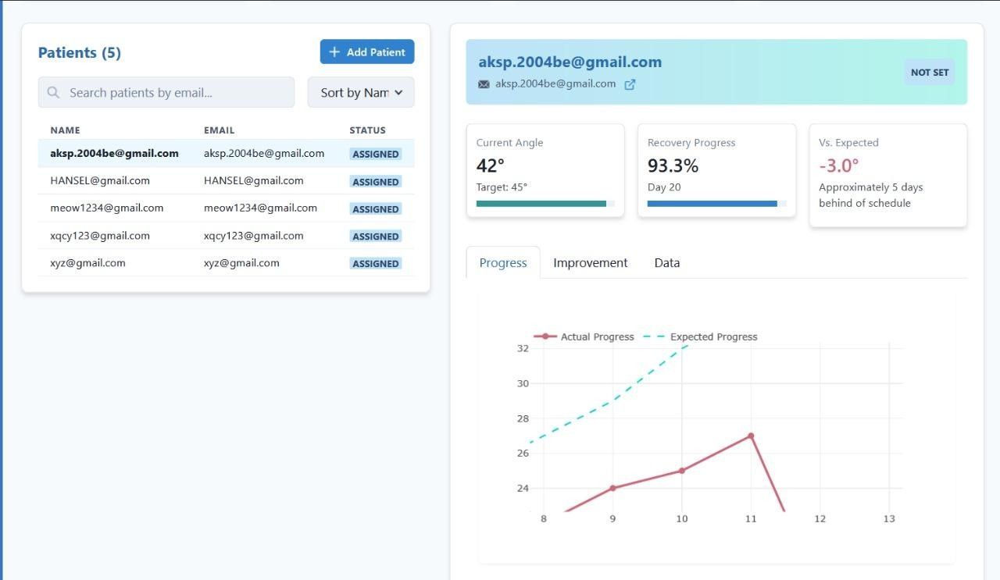 Patients (5)
Add Patient
Search patients by email...
Sort by Nam
NAME EMAIL STATUS
aksp.2004be@gmail.com aksp.2004be@gmail.com ASSIGNED
HANSEL@gmail.com HANSEL@gmail.com ASSIGNED
meow1234@gmail.com meow1234@gmail.com ASSIGNED
xqcy123@gmail.com xqcy123@gmail.com ASSIGNED
xyz@gmail.com xyz@gmail.com ASSIGNED
aksp.2004be@gmail.com
aksp.2004be@gmail.com
NOT SET
Current Angle
42°
Target: 45°
Recovery Progress
93.3%
Day 20
Vs. Expected
-3.0°
Approximately 5 days
behind of schedule
Progress Improvement Data
Actual Progress Expected Progress
32
30
28
26
24
8 9 10 11 12 13